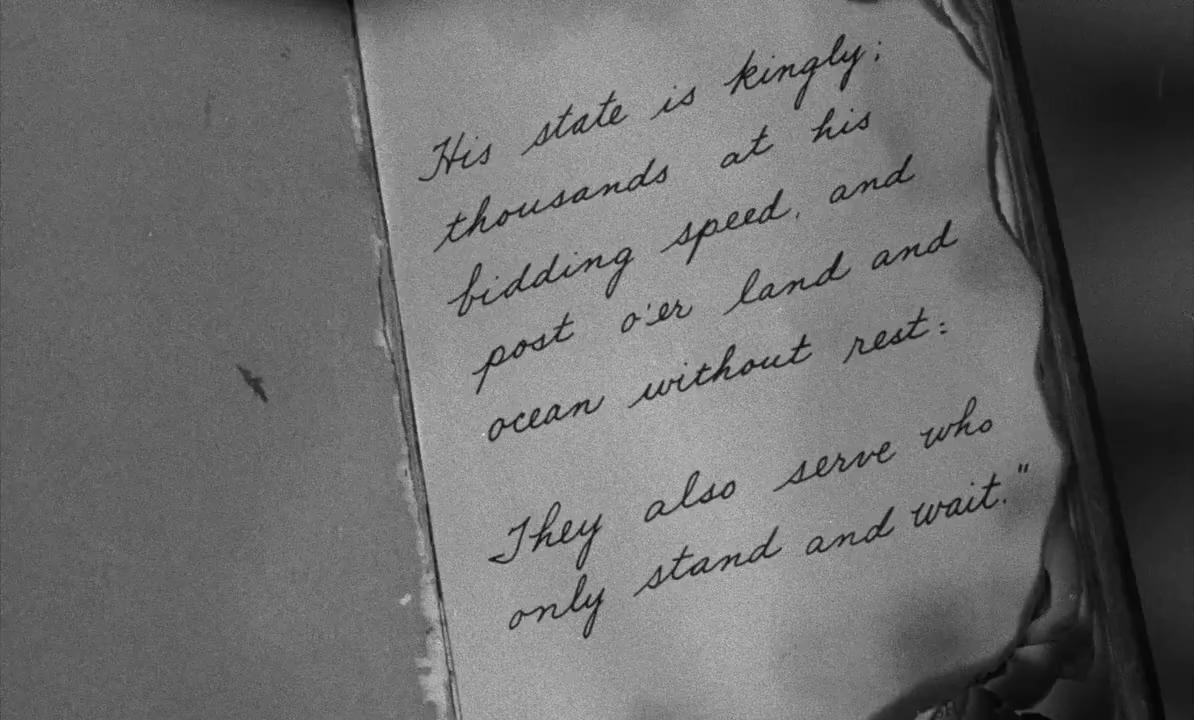 His state is kingly;
thousands at his
bidding speed, and
post o'er land and
ocean without rest:
They also serve who
only stand and wait."